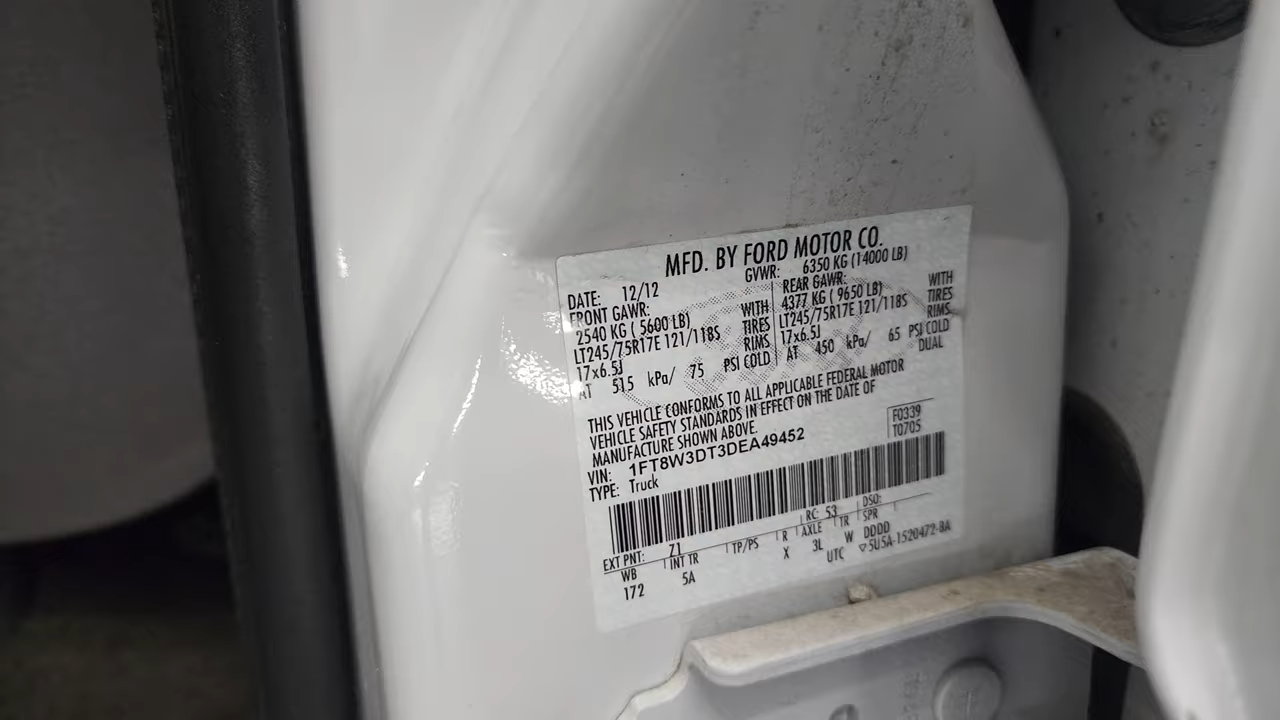 MFD. BY FORD MOTOR CO.
DATE: 12/12
GVWR: 6350 KG (14000 LB)
FRONT GAWR:
2540 KG ( 5600 LB) WITH
LT245/75R17E 121/118S TIRES
17x6.5J RIMS
AT 515 kPa/ 75 PSI COLD
REAR GAWR:
4377 KG ( 9650 LB) WITH
LT245/75R17E 121/118S TIRES
17x6.5J RIMS
AT 450 kPa/ 65 PSI COLD
DUAL
THIS VEHICLE CONFORMS TO ALL APPLICABLE FEDERAL MOTOR
VEHICLE SAFETY STANDARDS IN EFFECT ON THE DATE OF
MANUFACTURE SHOWN ABOVE.
F0339
T0705
VIN: 1FT8W3DT3DEA49452
TYPE: Truck
EXT PNT: Z1 RC: 53 DSO:
WB INT TR TP/PS R AXLE TR SPR
172 5A X 3L W DDDD
UTC ▽5U5A-1520472-BA